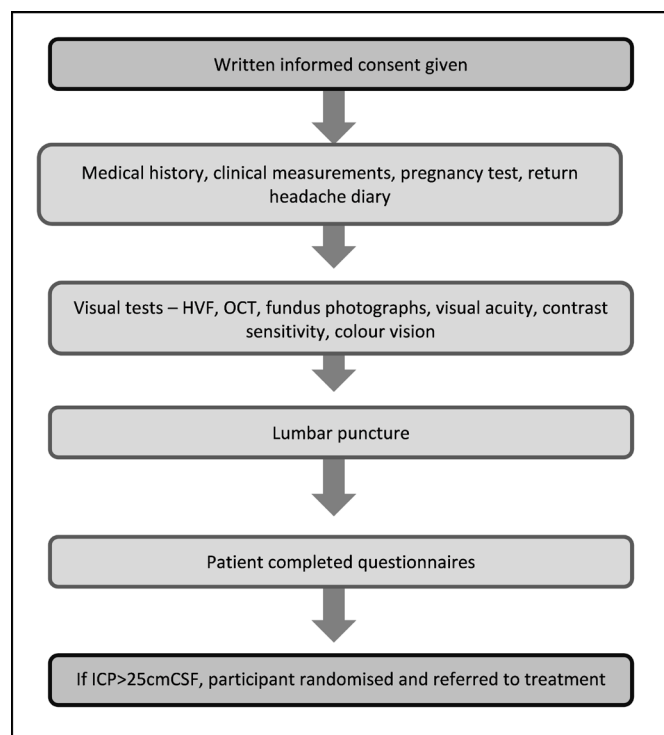 Written informed consent given
Medical history, clinical measurements, pregnancy test, return
headache diary
Visual tests – HVF, OCT, fundus photographs, visual acuity, contrast
sensitivity, colour vision
Lumbar puncture
Patient completed questionnaires
If ICP>25cmCSF, participant randomised and referred to treatment